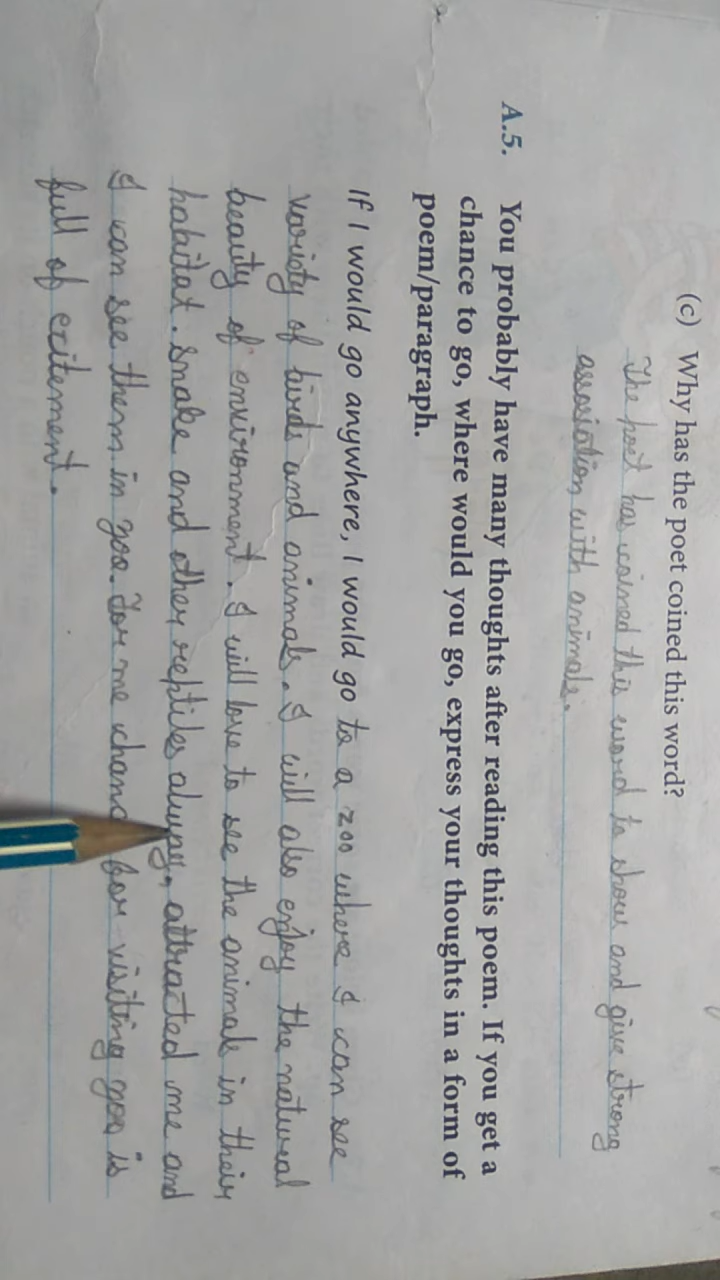 (c) Why has the poet coined this word?
The poet has coined this word to show and give strong
association with animals.
A.5. You probably have many thoughts after reading this poem. If you get a
chance to go, where would you go, express your thoughts in a form of
poem/paragraph.
If I would go anywhere, I would go to a zoo where I can see
variety of birds and animals. I will also enjoy the natural
beauty of environment. I will love to see the animals in their
habitat. Snake and other reptiles always attracted me and
I can see them in zoo. For me for visiting zoo is
full of exitement.